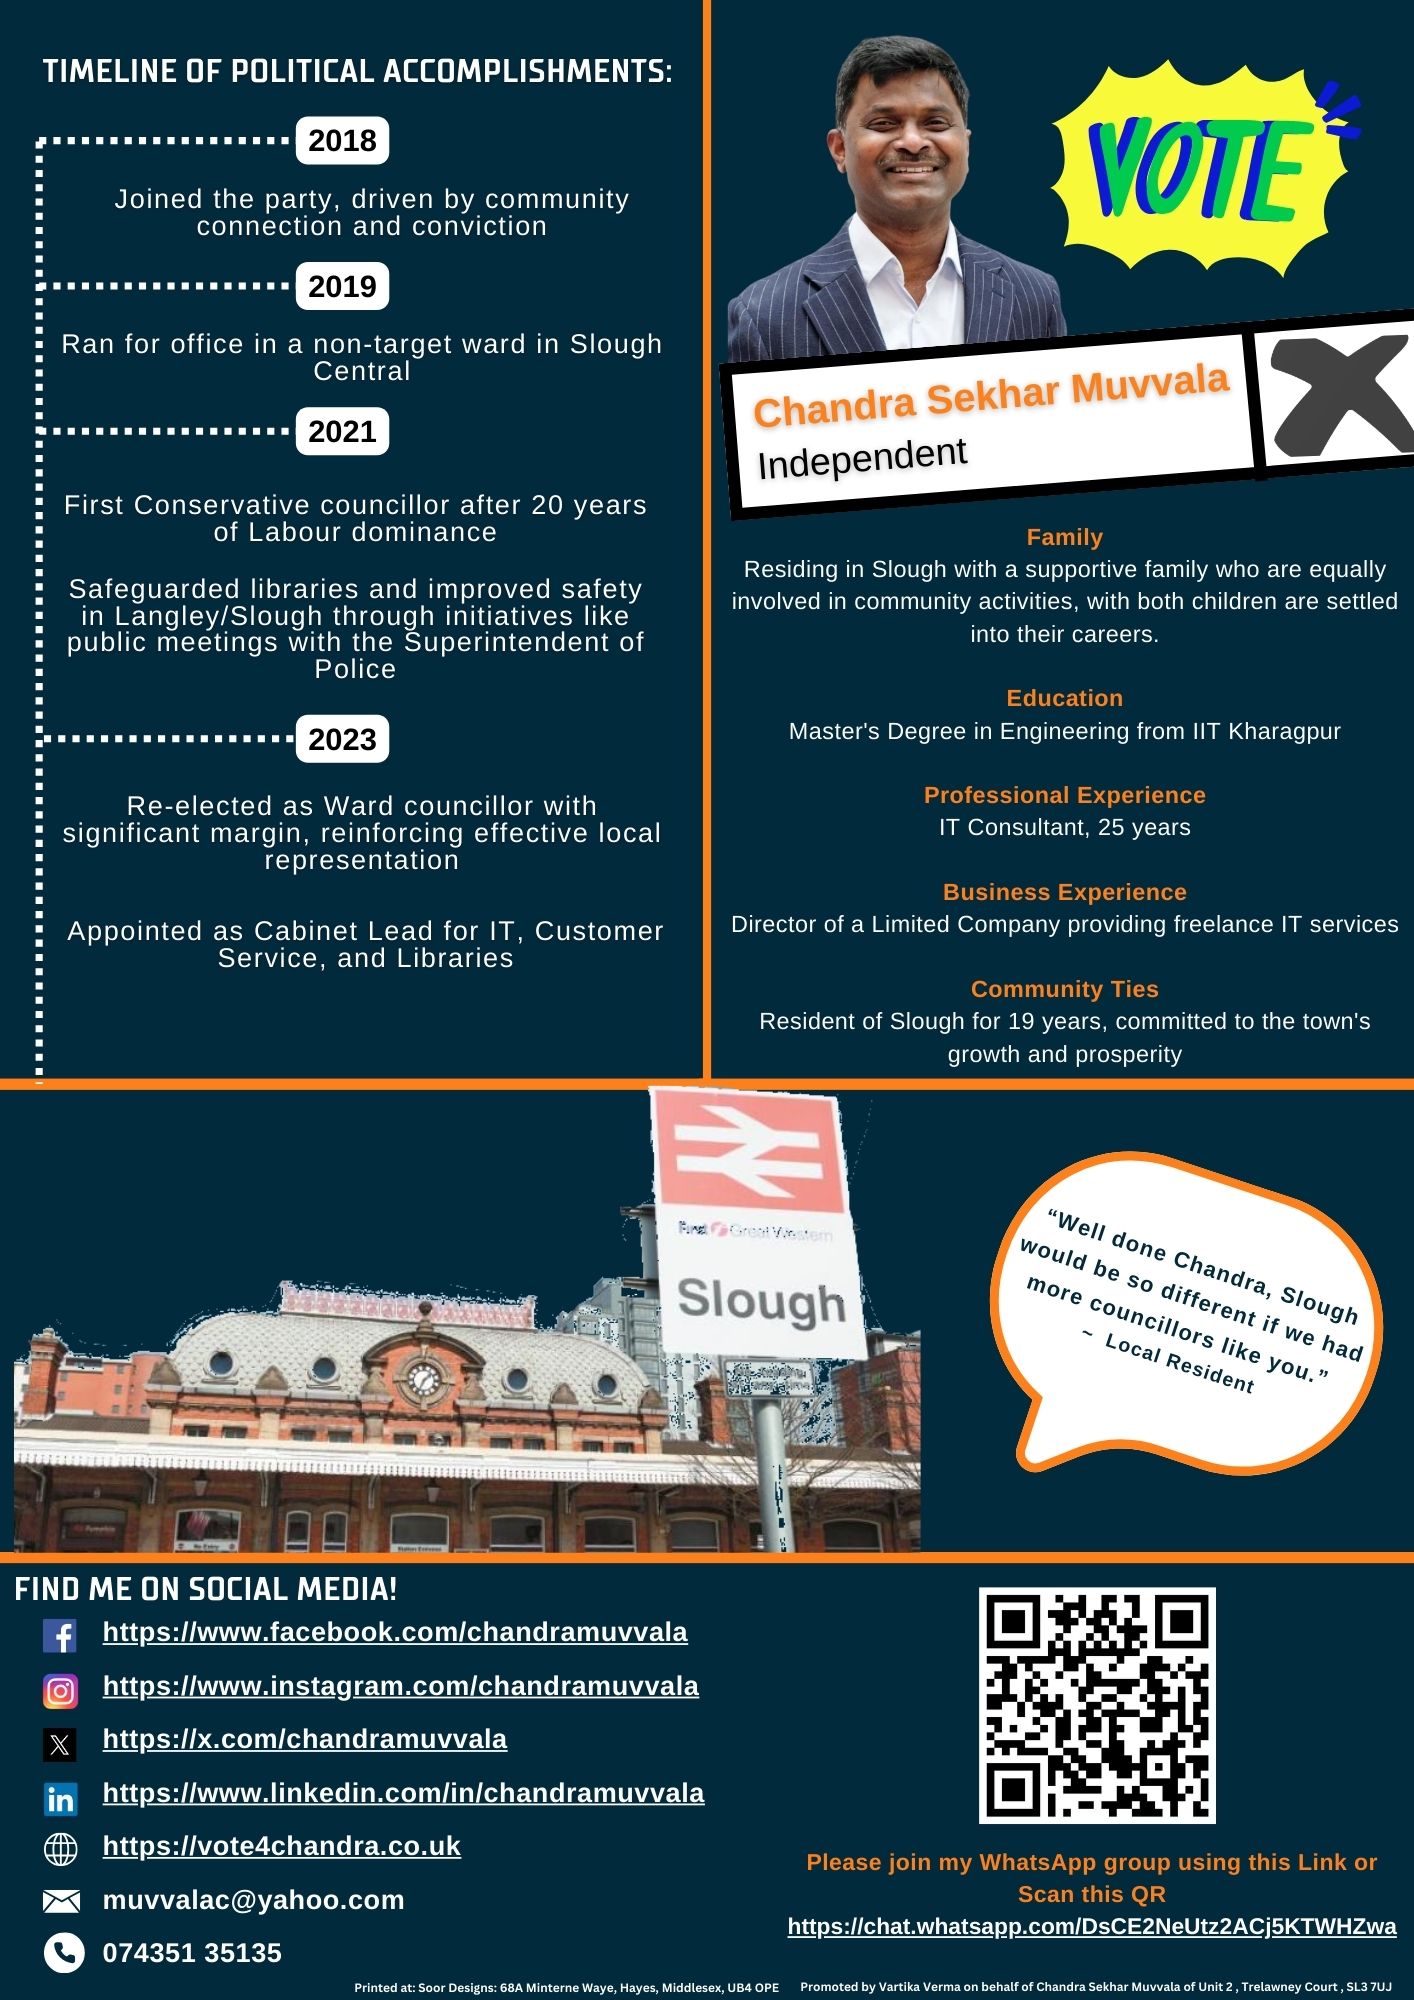 TIMELINE OF POLITICAL ACCOMPLISHMENTS:
2018
Joined the party, driven by community
connection and conviction
2019
Ran for office in a non-target ward in Slough
Central
2021
First Conservative councillor after 20 years
of Labour dominance
Safeguarded libraries and improved safety
in Langley/Slough through initiatives like
public meetings with the Superintendent of
Police
2023
Re-elected as Ward councillor with
significant margin, reinforcing effective local
representation
Appointed as Cabinet Lead for IT, Customer
Service, and Libraries
VOTE
Chandra Sekhar Muvvala
Independent
Family
Residing in Slough with a supportive family who are equally
involved in community activities, with both children are settled
into their careers.
Education
Master's Degree in Engineering from IIT Kharagpur
Professional Experience
IT Consultant, 25 years
Business Experience
Director of a Limited Company providing freelance IT services
Community Ties
Resident of Slough for 19 years, committed to the town's
growth and prosperity
First Great Western
Slough
“Well done Chandra, Slough
would be so different if we had
more councillors like you.”
~ Local Resident
FIND ME ON SOCIAL MEDIA!
https://www.facebook.com/chandramuvvala
https://www.instagram.com/chandramuvvala
https://x.com/chandramuvvala
https://www.linkedin.com/in/chandramuvvala
https://vote4chandra.co.uk
muvvalac@yahoo.com
074351 35135
Please join my WhatsApp group using this Link or
Scan this QR
https://chat.whatsapp.com/DsCE2NeUtz2ACj5KTWHZwa
Printed at: Soor Designs: 68A Minterne Waye, Hayes, Middlesex, UB4 OPE
Promoted by Vartika Verma on behalf of Chandra Sekhar Muvvala of Unit 2 , Trelawney Court , SL3 7UJ